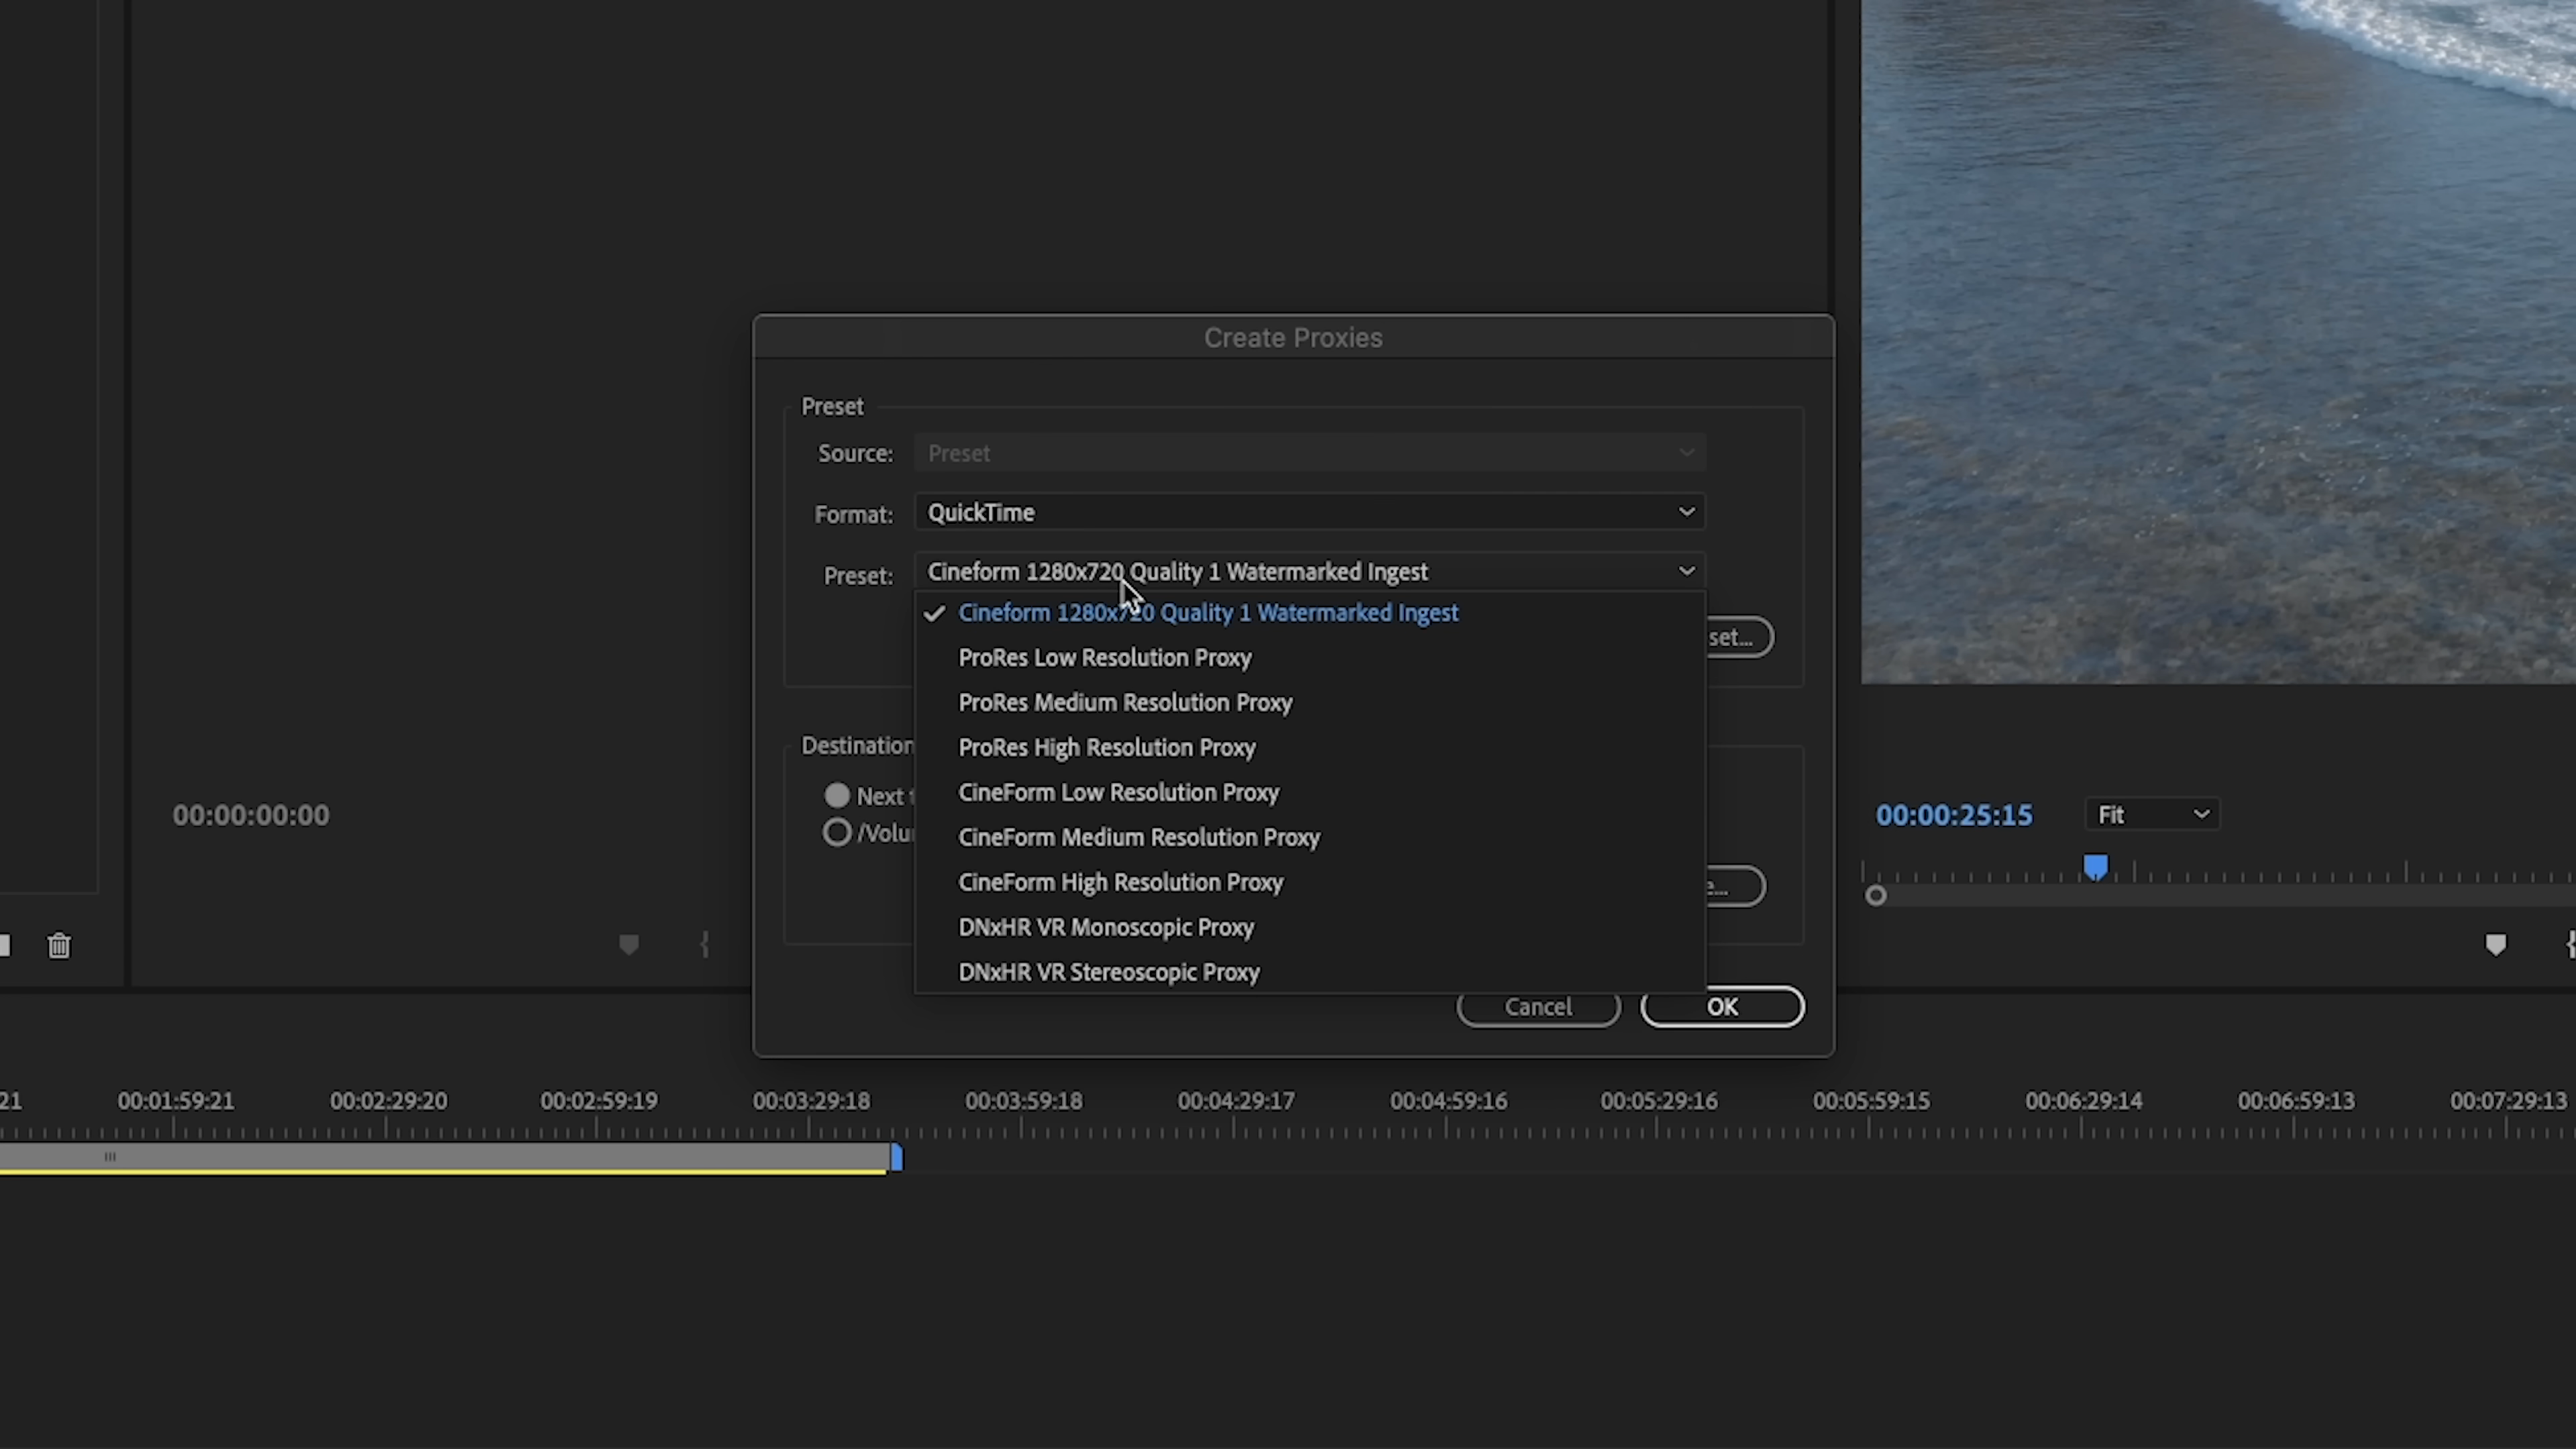 Create Proxies
Preset
Source: Preset
Format: QuickTime
Preset: Cineform 1280x720 Quality 1 Watermarked Ingest
Cineform 1280x720 Quality 1 Watermarked Ingest
set...
ProRes Low Resolution Proxy
ProRes Medium Resolution Proxy
Destination
ProRes High Resolution Proxy
Next t
CineForm Low Resolution Proxy
/Volu
CineForm Medium Resolution Proxy
CineForm High Resolution Proxy
e...
DNxHR VR Monoscopic Proxy
DNxHR VR Stereoscopic Proxy
Cancel OK
00:00:00:00
00:00:25:15 Fit
21 00:01:59:21 00:02:29:20 00:02:59:19 00:03:29:18 00:03:59:18 00:04:29:17 00:04:59:16 00:05:29:16 00:05:59:15 00:06:29:14 00:06:59:13 00:07:29:13